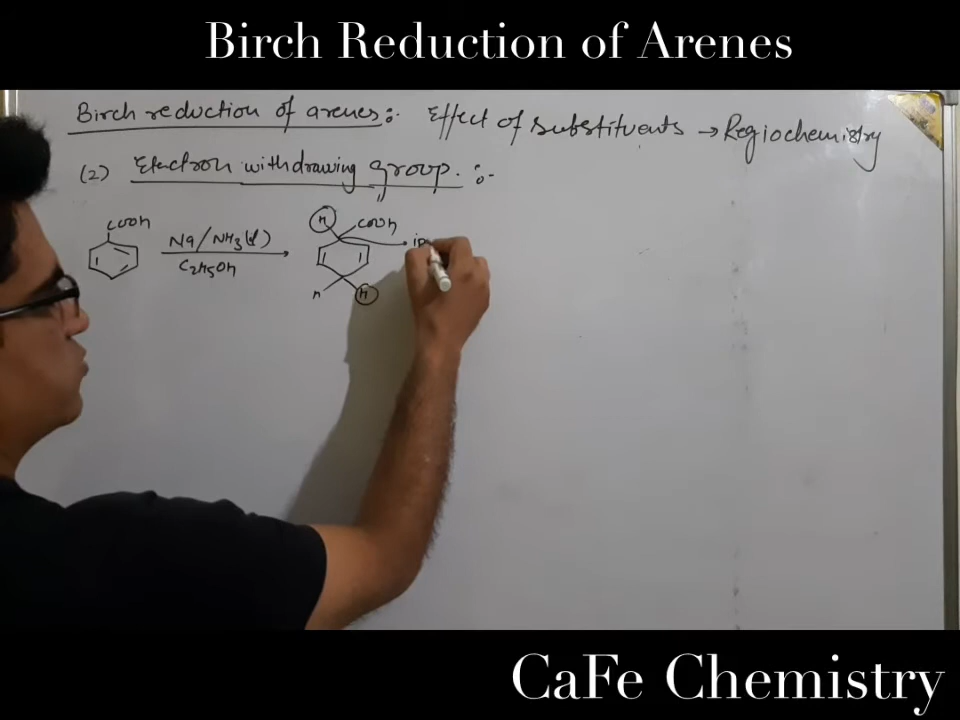 Birch Reduction of Arenes
Birch reduction of arenes:- Effect of substituents → Regiochemistry
(2) Electron withdrawing group :-
COOH
Na/NH3(l)
C2H5OH
H COOH
H H
CaFe Chemistry